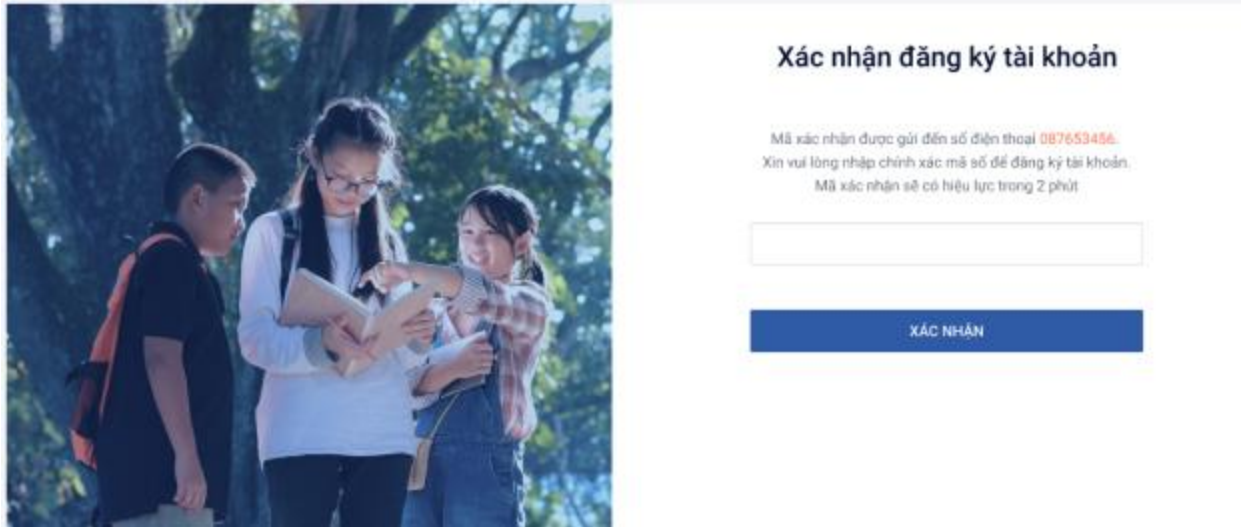 Xác nhận đăng ký tài khoản
Mã xác nhận được gửi đến số điện thoại 087653456.
Xin vui lòng nhập chính xác mã số để đăng ký tài khoản.
Mã xác nhận sẽ có hiệu lực trong 2 phút
XÁC NHẬN